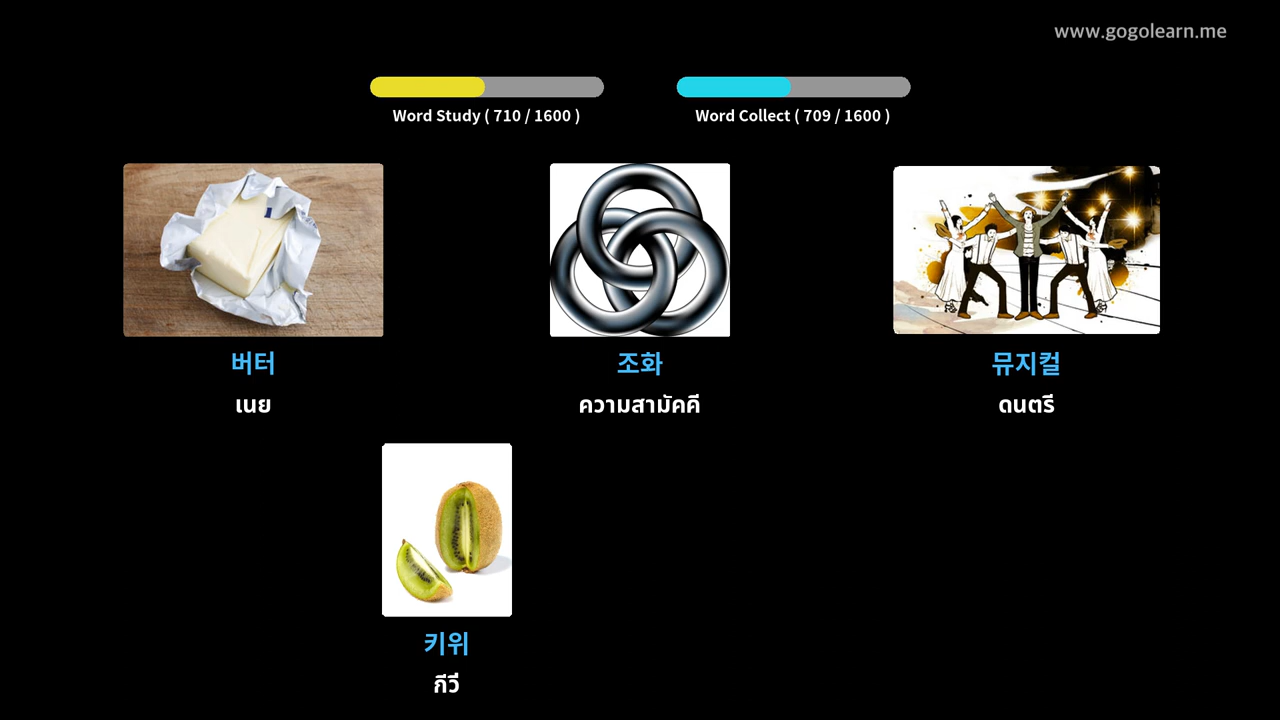 www.gogolearn.me
Word Study ( 710 / 1600 )
Word Collect ( 709 / 1600 )
버터
เนย
조화
ความสามัคคี
뮤지컬
ดนตรี
키위
กีวี